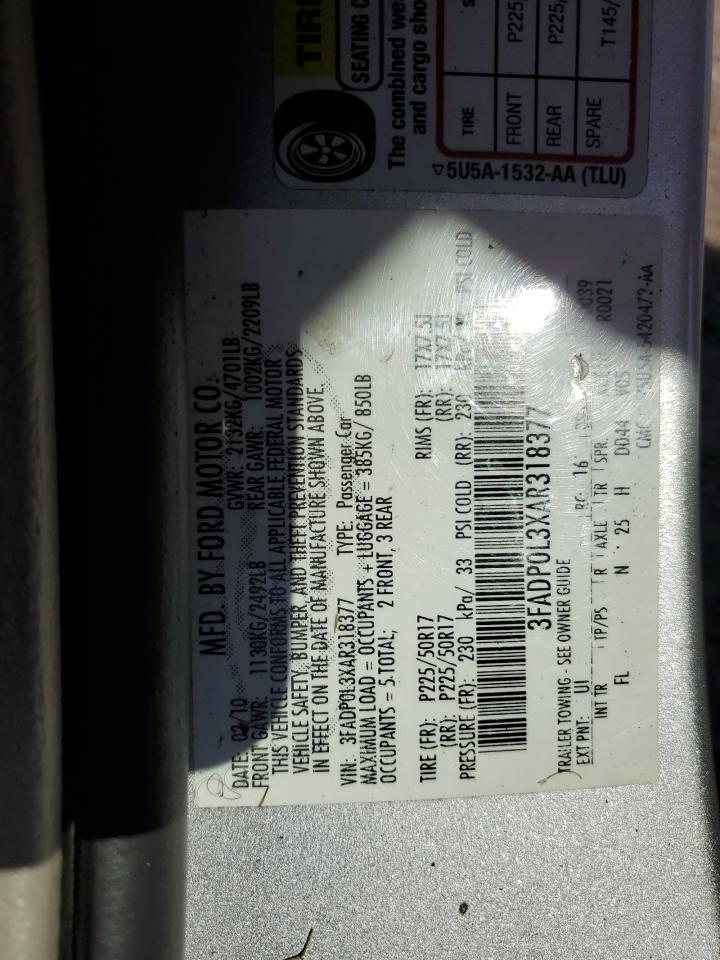 TIRE
SEATING
The combined we
and cargo sho
TIRE
FRONT P225
REAR P225
SPARE T145/
5U5A-1532-AA (TLU)
MFD. BY FORD MOTOR CO.
DATE: GVWR: 2132KG/4701LB
FRONT GAWR: 1130KG/2492LB REAR GAWR: 1002KG/2209LB
THIS VEHICLE CONFORMS TO ALL APPLICABLE FEDERAL MOTOR
VEHICLE SAFETY, BUMPER, AND THEFT PREVENTION STANDARDS
IN EFFECT ON THE DATE OF MANUFACTURE SHOWN ABOVE.
VIN: 3FADP0L3XAR318377 TYPE: Passenger Car
MAXIMUM LOAD = OCCUPANTS + LUGGAGE = 385KG/ 850LB
OCCUPANTS = 5 TOTAL; 2 FRONT, 3 REAR
TIRE (FR): P225/50R17 RIMS (FR): 17X7.5J
(RR): P225/50R17 (RR): 17X7.5J
PRESSURE (FR): 230 kPa/ 33 PSI COLD (RR): 230 PSI COLD
3FADP0L3XAR318377
TRAILER TOWING - SEE OWNER GUIDE
EXT PNT: UI RC: 16
INT TR TP/PS R AXLE TR SPR R0021
FL N 25 H DD44